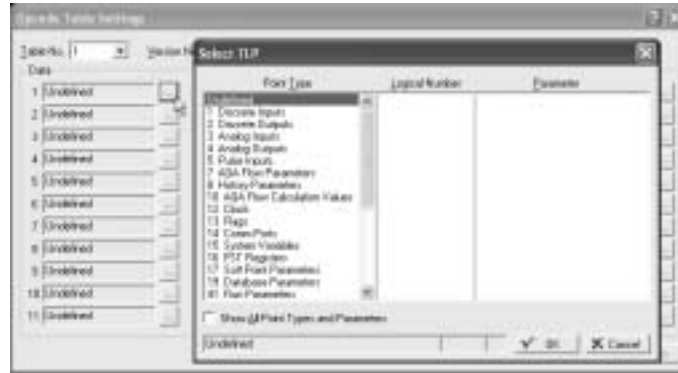 Opcode Table Settings
Table No. 1 Version
Data
1 Undefined
2 Undefined
3 Undefined
4 Undefined
5 Undefined
6 Undefined
7 Undefined
8 Undefined
9 Undefined
10 Undefined
11 Undefined
Select TLP
Point Type Logical Number Parameter
Undefined
1 Discrete Inputs
2 Discrete Outputs
3 Analog Inputs
4 Analog Outputs
5 Pulse Inputs
7 AGA Flow Parameters
8 History Parameters
10 AGA Flow Calculation Values
12 Clock
13 Flags
14 Comm Ports
15 System Variables
16 FST Registers
17 Soft Point Parameters
19 Database Parameters
41 Run Parameters
Show All Point Types and Parameters
Undefined
OK Cancel